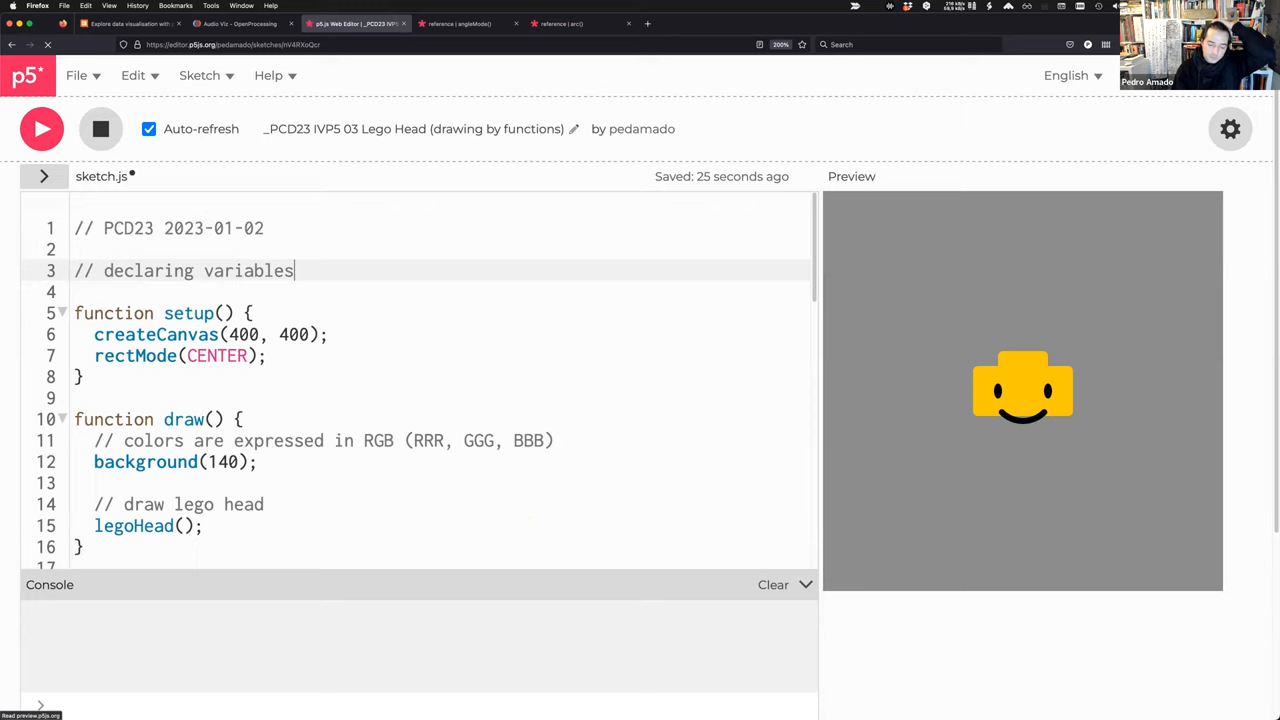 Firefox File Edit View History Bookmarks Tools Window Help
Explore data visualisation with
Audio Viz - OpenProcessing
p5.js Web Editor | _PCD23 IVP5
reference | angleMode()
reference | arc()
https://editor.p5js.org/pedamado/sketches/nV4RXoQcr
200%
Search
Pedro Amado
p5* File Edit Sketch Help English
Auto-refresh _PCD23 IVP5 03 Lego Head (drawing by functions) by pedamado
sketch.js Saved: 25 seconds ago Preview
1 // PCD23 2023-01-02
2
3 // declaring variables
4
5 function setup() {
6 createCanvas(400, 400);
7 rectMode(CENTER);
8 }
9
10 function draw() {
11 // colors are expressed in RGB (RRR, GGG, BBB)
12 background(140);
13
14 // draw lego head
15 legoHead();
16 }
17
Console Clear
Read preview.p5js.org